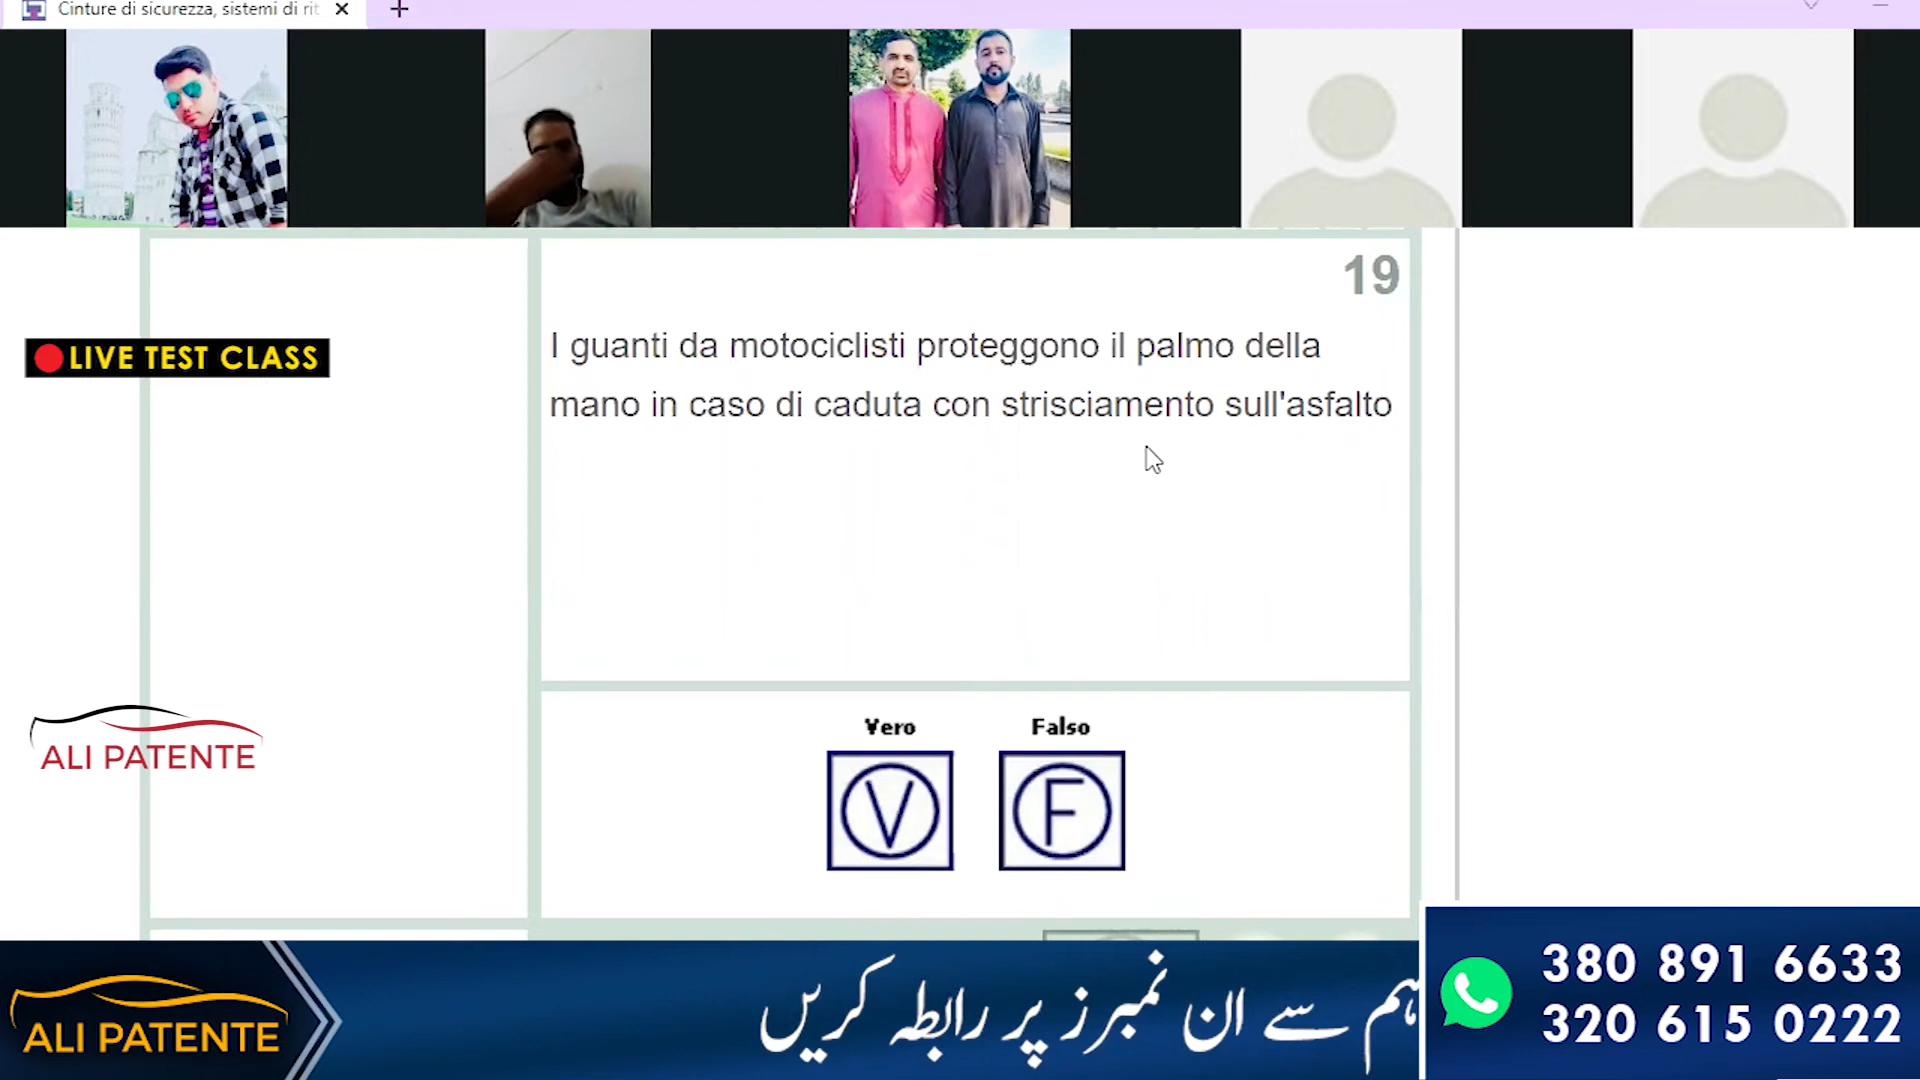 Cinture di sicurezza, sistemi di rit
19
I guanti da motociclisti proteggono il palmo della
mano in caso di caduta con strisciamento sull'asfalto
LIVE TEST CLASS
ALI PATENTE
Vero
Falso
V
F
ALI PATENTE
ہم سے ان نمبرز پر رابطہ کریں
380 891 6633
320 615 0222